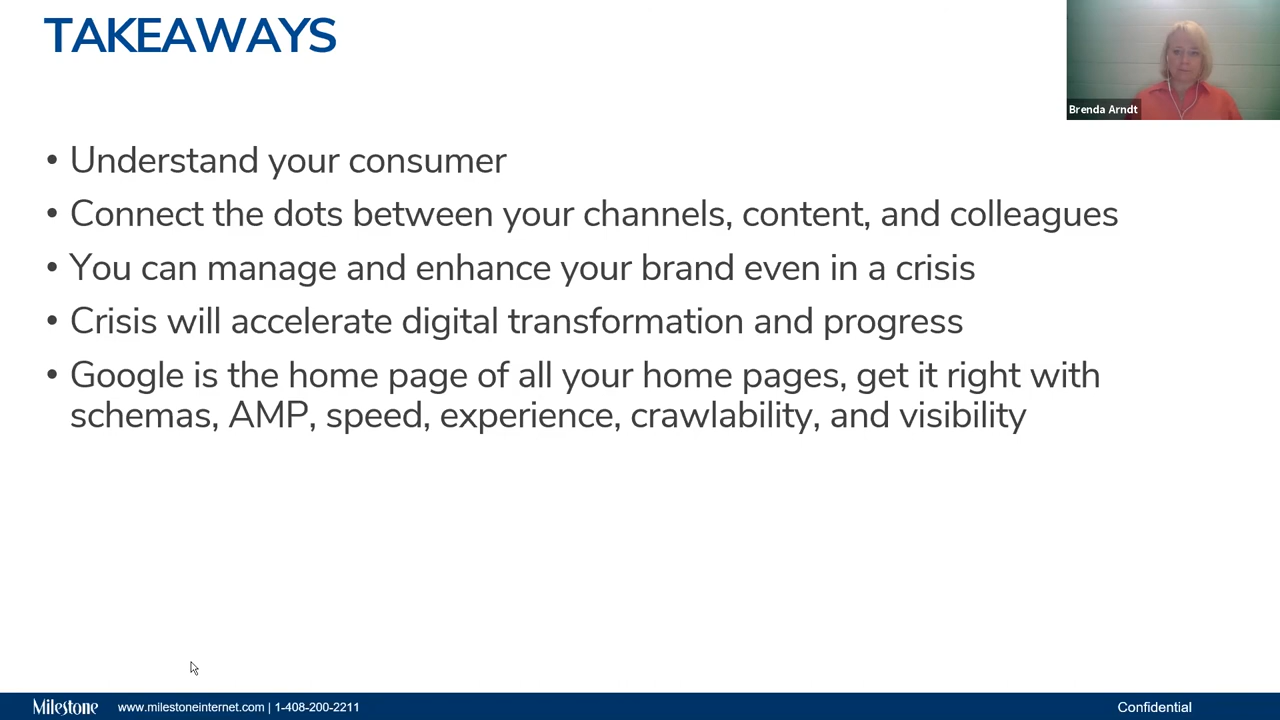 TAKEAWAYS
Brenda Arndt
• Understand your consumer
• Connect the dots between your channels, content, and colleagues
• You can manage and enhance your brand even in a crisis
• Crisis will accelerate digital transformation and progress
• Google is the home page of all your home pages, get it right with
schemas, AMP, speed, experience, crawlability, and visibility
Milestone www.milestoneinternet.com | 1-408-200-2211 Confidential